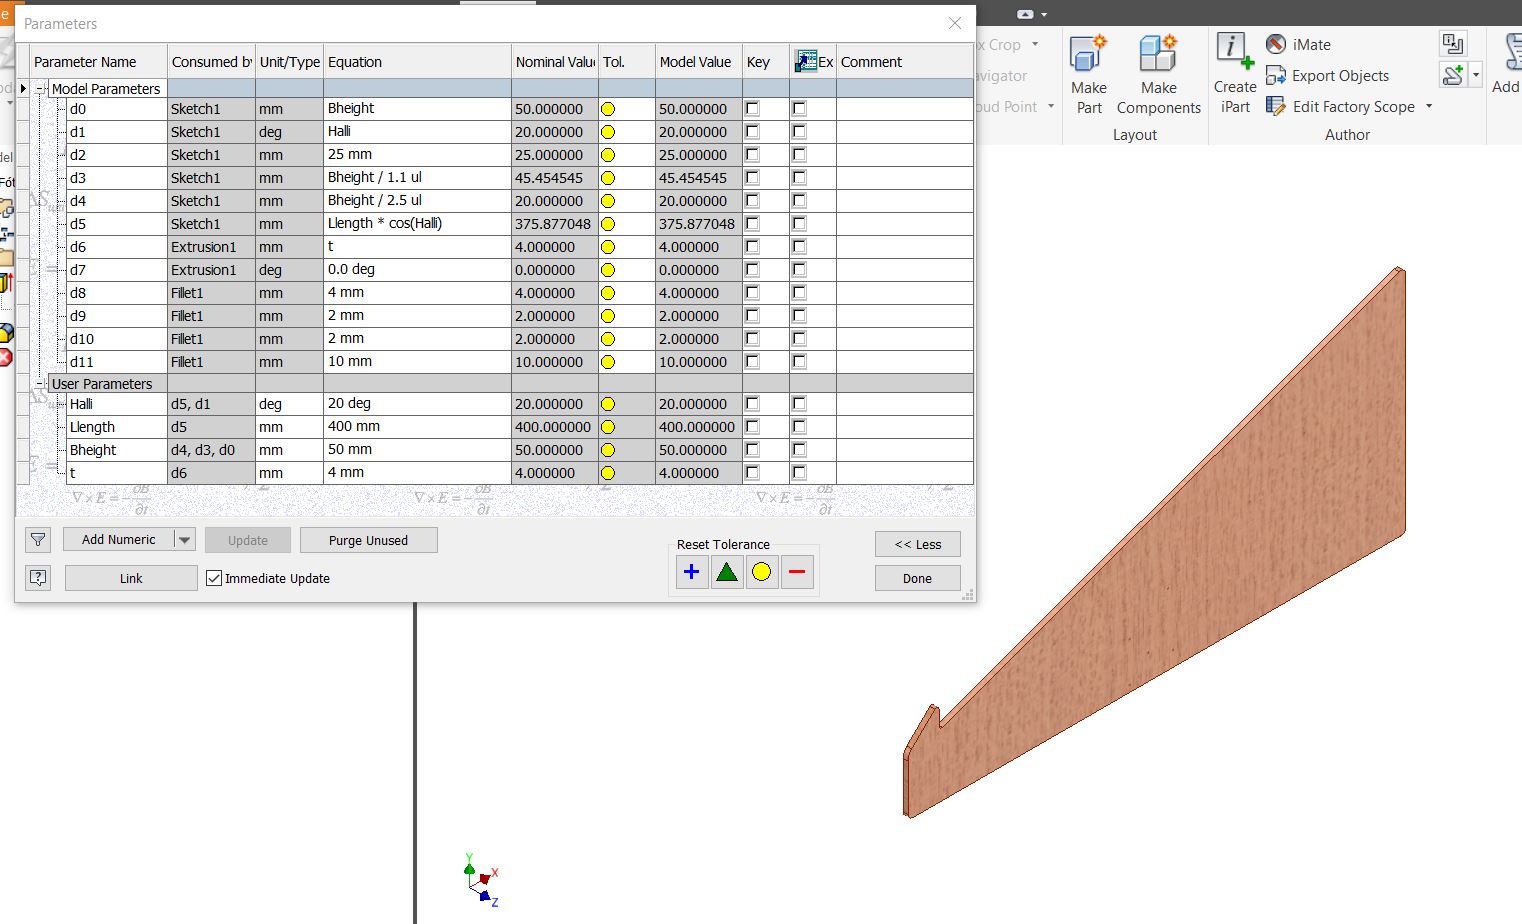 Parameters
Parameter Name Consumed by Unit/Type Equation Nominal Valu Tol. Model Value Key Ex Comment
Model Parameters
d0 Sketch1 mm Bheight 50.000000 50.000000
d1 Sketch1 deg Halli 20.000000 20.000000
d2 Sketch1 mm 25 mm 25.000000 25.000000
d3 Sketch1 mm Bheight / 1.1 ul 45.454545 45.454545
d4 Sketch1 mm Bheight / 2.5 ul 20.000000 20.000000
d5 Sketch1 mm Llength * cos(Halli) 375.877048 375.877048
d6 Extrusion1 mm t 4.000000 4.000000
d7 Extrusion1 deg 0.0 deg 0.000000 0.000000
d8 Fillet1 mm 4 mm 4.000000 4.000000
d9 Fillet1 mm 2 mm 2.000000 2.000000
d10 Fillet1 mm 2 mm 2.000000 2.000000
d11 Fillet1 mm 10 mm 10.000000 10.000000
User Parameters
Halli d5, d1 deg 20 deg 20.000000 20.000000
Llength d5 mm 400 mm 400.000000 400.000000
Bheight d4, d3, d0 mm 50 mm 50.000000 50.000000
t d6 mm 4 mm 4.000000 4.000000
Add Numeric Update Purge Unused
Link Immediate Update
Reset Tolerance
<< Less
Done
x Crop
avigator
oud Point
Make Part
Make Components
Layout
Create iPart
iMate
Export Objects
Edit Factory Scope
Author
Add
Y
X
Z